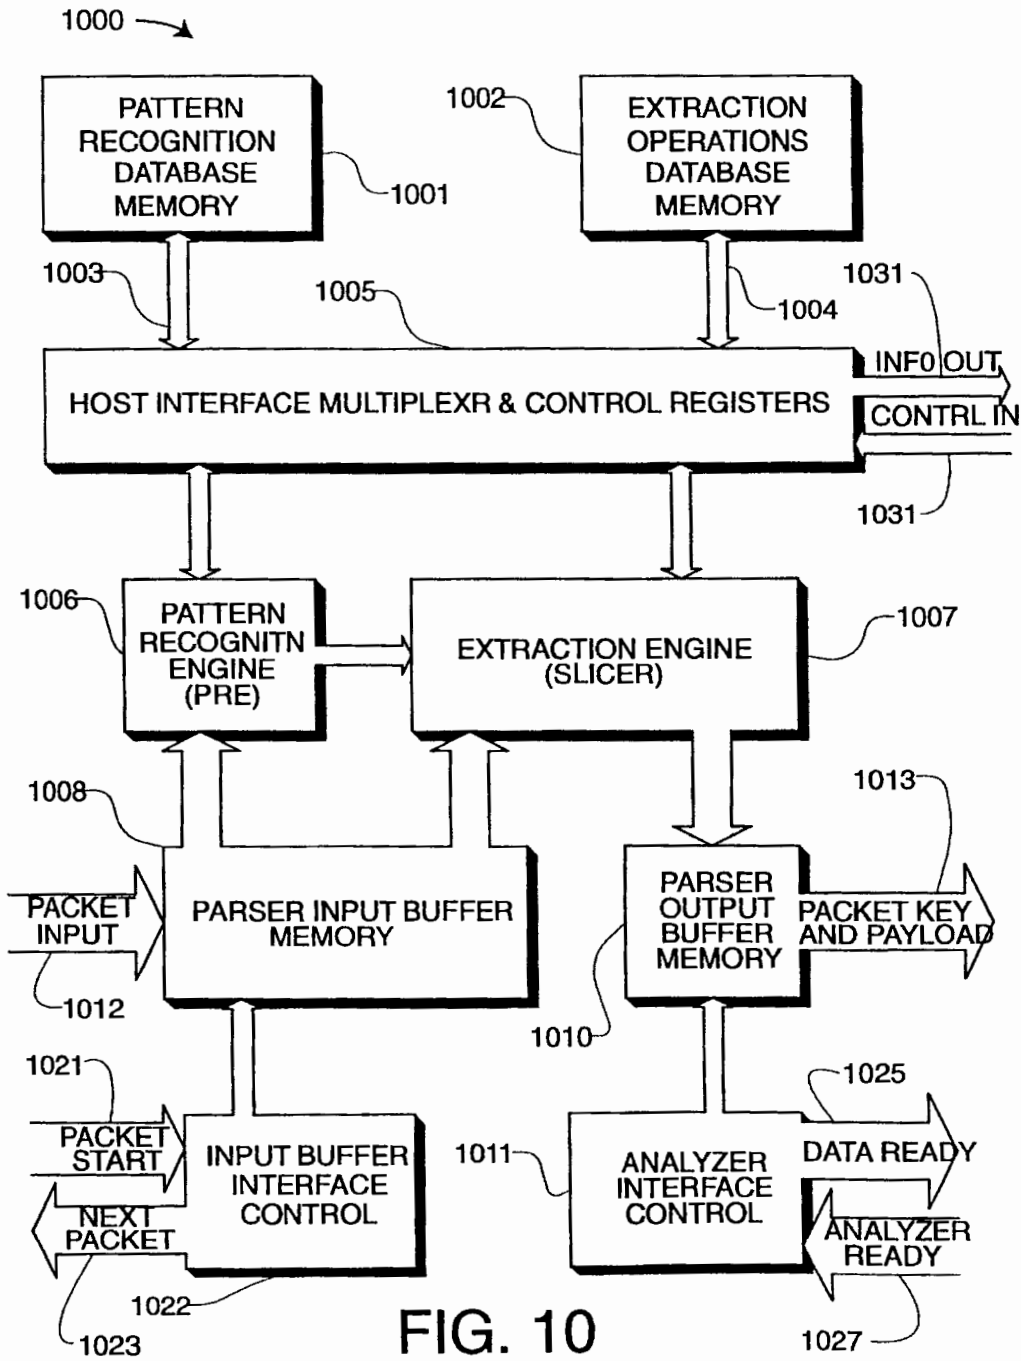 1000
PATTERN
RECOGNITION
DATABASE
MEMORY
1001
1002
EXTRACTION
OPERATIONS
DATABASE
MEMORY
1003
1005
1004
1031
HOST INTERFACE MULTIPLEXR & CONTROL REGISTERS
INFO OUT
CONTRL IN
1031
1006
PATTERN
RECOGNITN
ENGINE
(PRE)
EXTRACTION ENGINE
(SLICER)
1007
1008
1013
PACKET
INPUT
PARSER INPUT BUFFER
MEMORY
PARSER
OUTPUT
BUFFER
MEMORY
PACKET KEY
AND PAYLOAD
1012
1010
1021
1025
PACKET
START
INPUT BUFFER
INTERFACE
CONTROL
1011
ANALYZER
INTERFACE
CONTROL
DATA READY
NEXT
PACKET
ANALYZER
READY
1022
1023
FIG. 10
1027